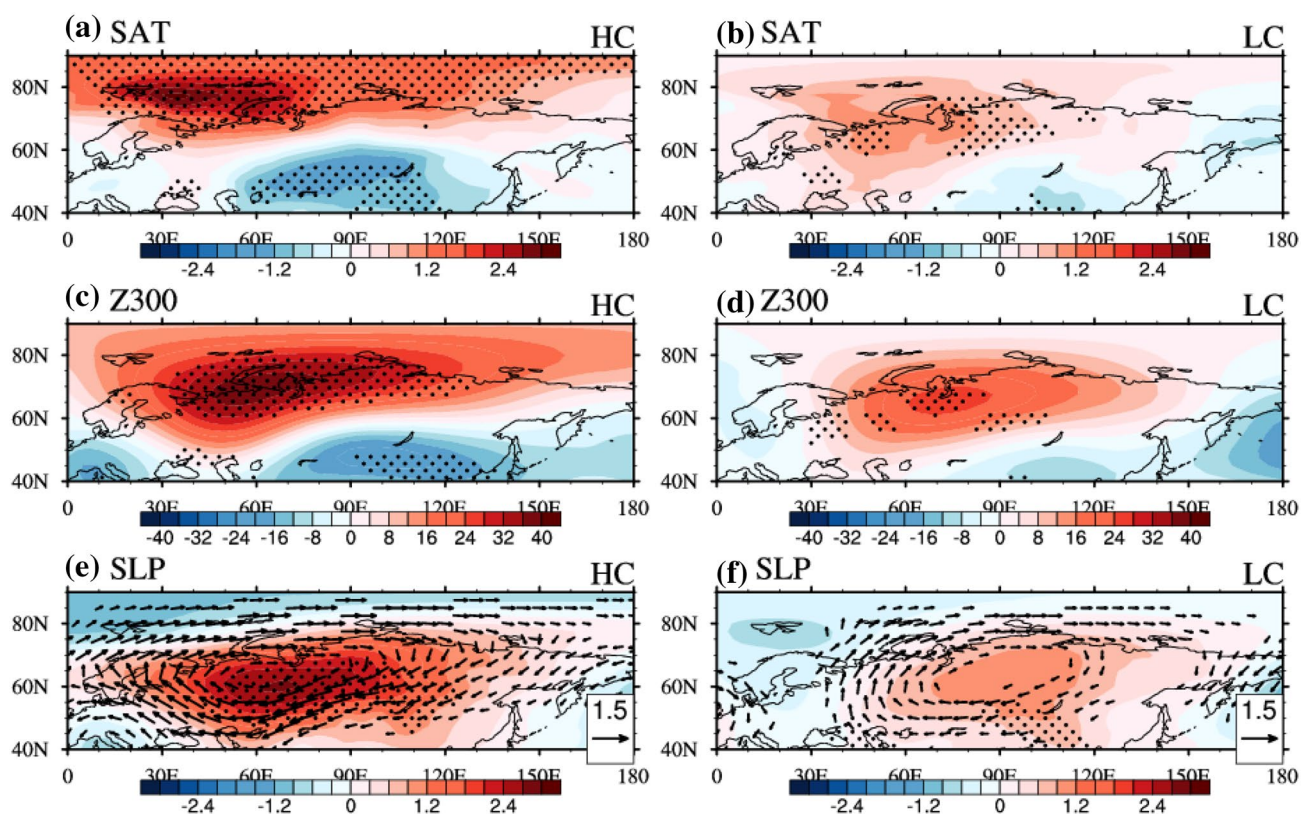 (a) SAT HC
80N
60N
40N
0 30E 60E 90E 120E 150E 180
-2.4 -1.2 0 1.2 2.4
(b) SAT LC
80N
60N
40N
0 30E 60E 90E 120E 150E 180
-2.4 -1.2 0 1.2 2.4
(c) Z300 HC
80N
60N
40N
0 30E 60E 90E 120E 150E 180
-40 -32 -24 -16 -8 0 8 16 24 32 40
(d) Z300 LC
80N
60N
40N
0 30E 60E 90E 120E 150E 180
-40 -32 -24 -16 -8 0 8 16 24 32 40
(e) SLP HC
80N
60N
40N
1.5
0 30E 60E 90E 120E 150E 180
-2.4 -1.2 0 1.2 2.4
(f) SLP LC
80N
60N
40N
1.5
0 30E 60E 90E 120E 150E 180
-2.4 -1.2 0 1.2 2.4